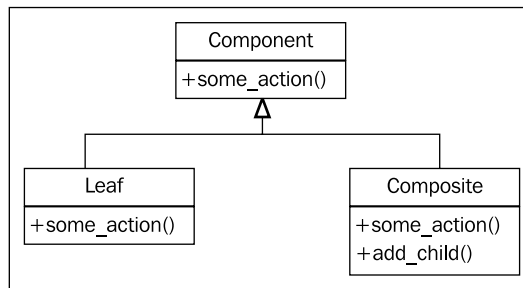 Component
+some_action()
Leaf
+some_action()
Composite
+some_action()
+add_child()